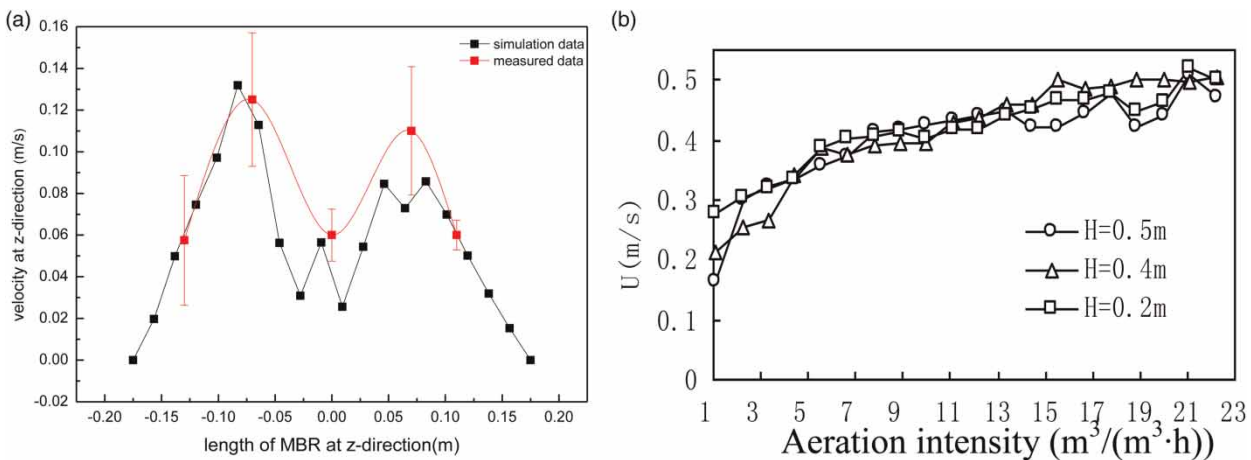 (a)
0.16
0.14
0.12
0.10
0.08
0.06
0.04
0.02
0.00
-0.02
velocity at z-direction (m/s)
simulation data
measured data
-0.20 -0.15 -0.10 -0.05 0.00 0.05 0.10 0.15 0.20
length of MBR at z-direction(m)
(b)
0.5
0.4
0.3
0.2
0.1
0
U(m/s)
H=0.5m
H=0.4m
H=0.2m
1 3 5 7 9 11 13 15 17 19 21 23
Aeration intensity (m³/(m³·h))